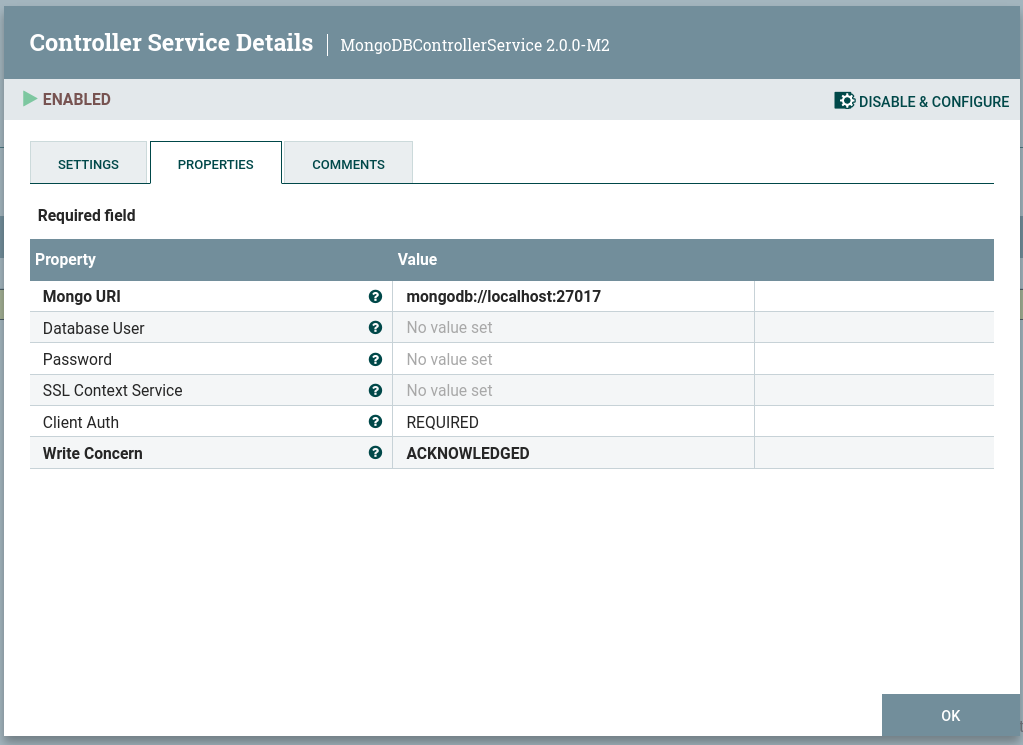 Controller Service Details | MongoDBControllerService 2.0.0-M2
ENABLED DISABLE & CONFIGURE
SETTINGS PROPERTIES COMMENTS
Required field
Property Value
Mongo URI mongodb://localhost:27017
Database User No value set
Password No value set
SSL Context Service No value set
Client Auth REQUIRED
Write Concern ACKNOWLEDGED
OK